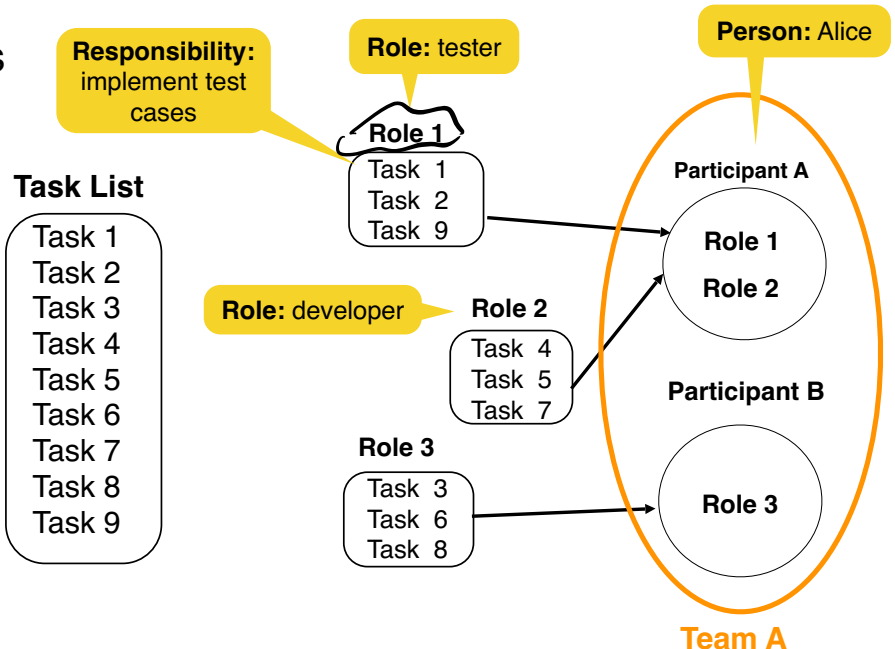 s
Responsibility:
implement test
cases
Role: tester
Person: Alice
Role 1
Task 1
Task 2
Task 9
Task List
Task 1
Task 2
Task 3
Task 4
Task 5
Task 6
Task 7
Task 8
Task 9
Role: developer
Role 2
Task 4
Task 5
Task 7
Role 3
Task 3
Task 6
Task 8
Participant A
Role 1
Role 2
Participant B
Role 3
Team A